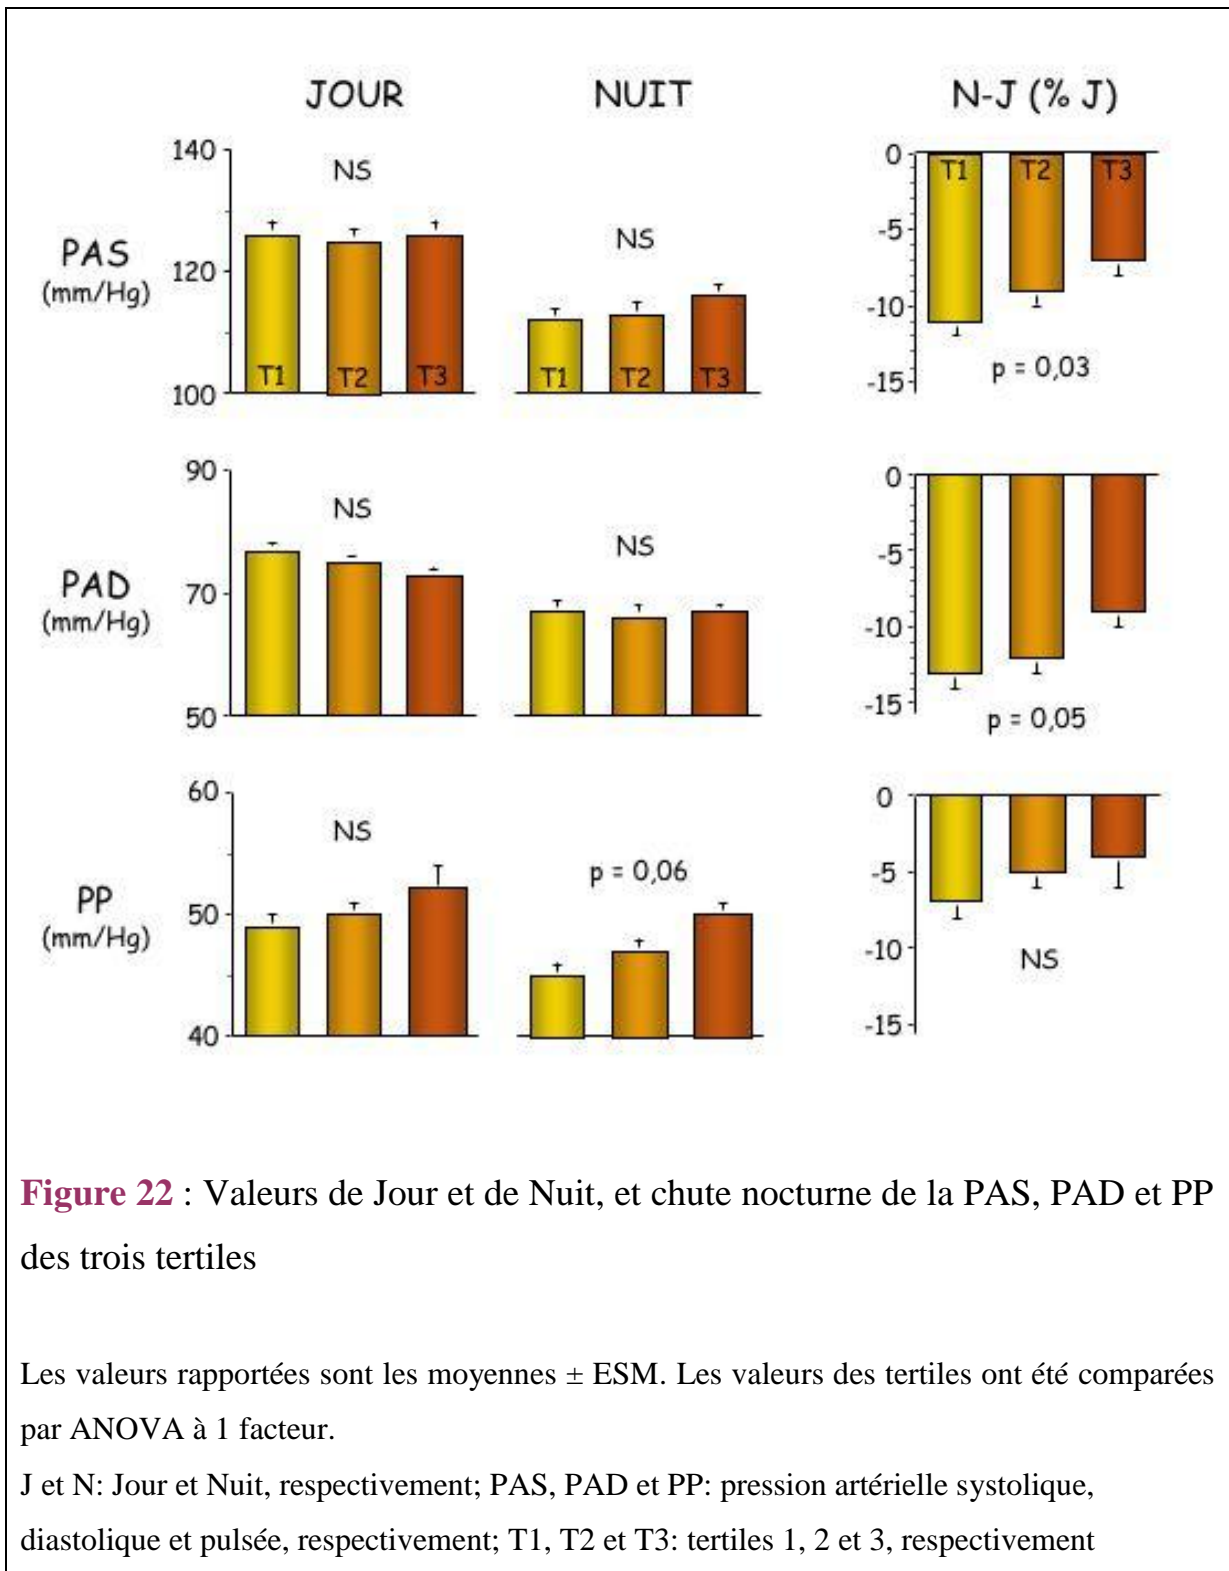 JOUR NUIT N-J (% J)
140 NS 0 T1 T2 T3
NS -5
PAS
(mm/Hg) 120
-10
p = 0,03
T1 T2 T3 T1 T2 T3 -15
100
90 0
NS
NS -5
PAD
(mm/Hg) 70
-10
-15
50 p = 0,05
60 0
NS
p = 0,06 -5
PP
(mm/Hg) 50
-10 NS
-15
40
Figure 22 : Valeurs de Jour et de Nuit, et chute nocturne de la PAS, PAD et PP
des trois tertiles
Les valeurs rapportées sont les moyennes ± ESM. Les valeurs des tertiles ont été comparées
par ANOVA à 1 facteur.
J et N: Jour et Nuit, respectivement; PAS, PAD et PP: pression artérielle systolique,
diastolique et pulsée, respectivement; T1, T2 et T3: tertiles 1, 2 et 3, respectivement